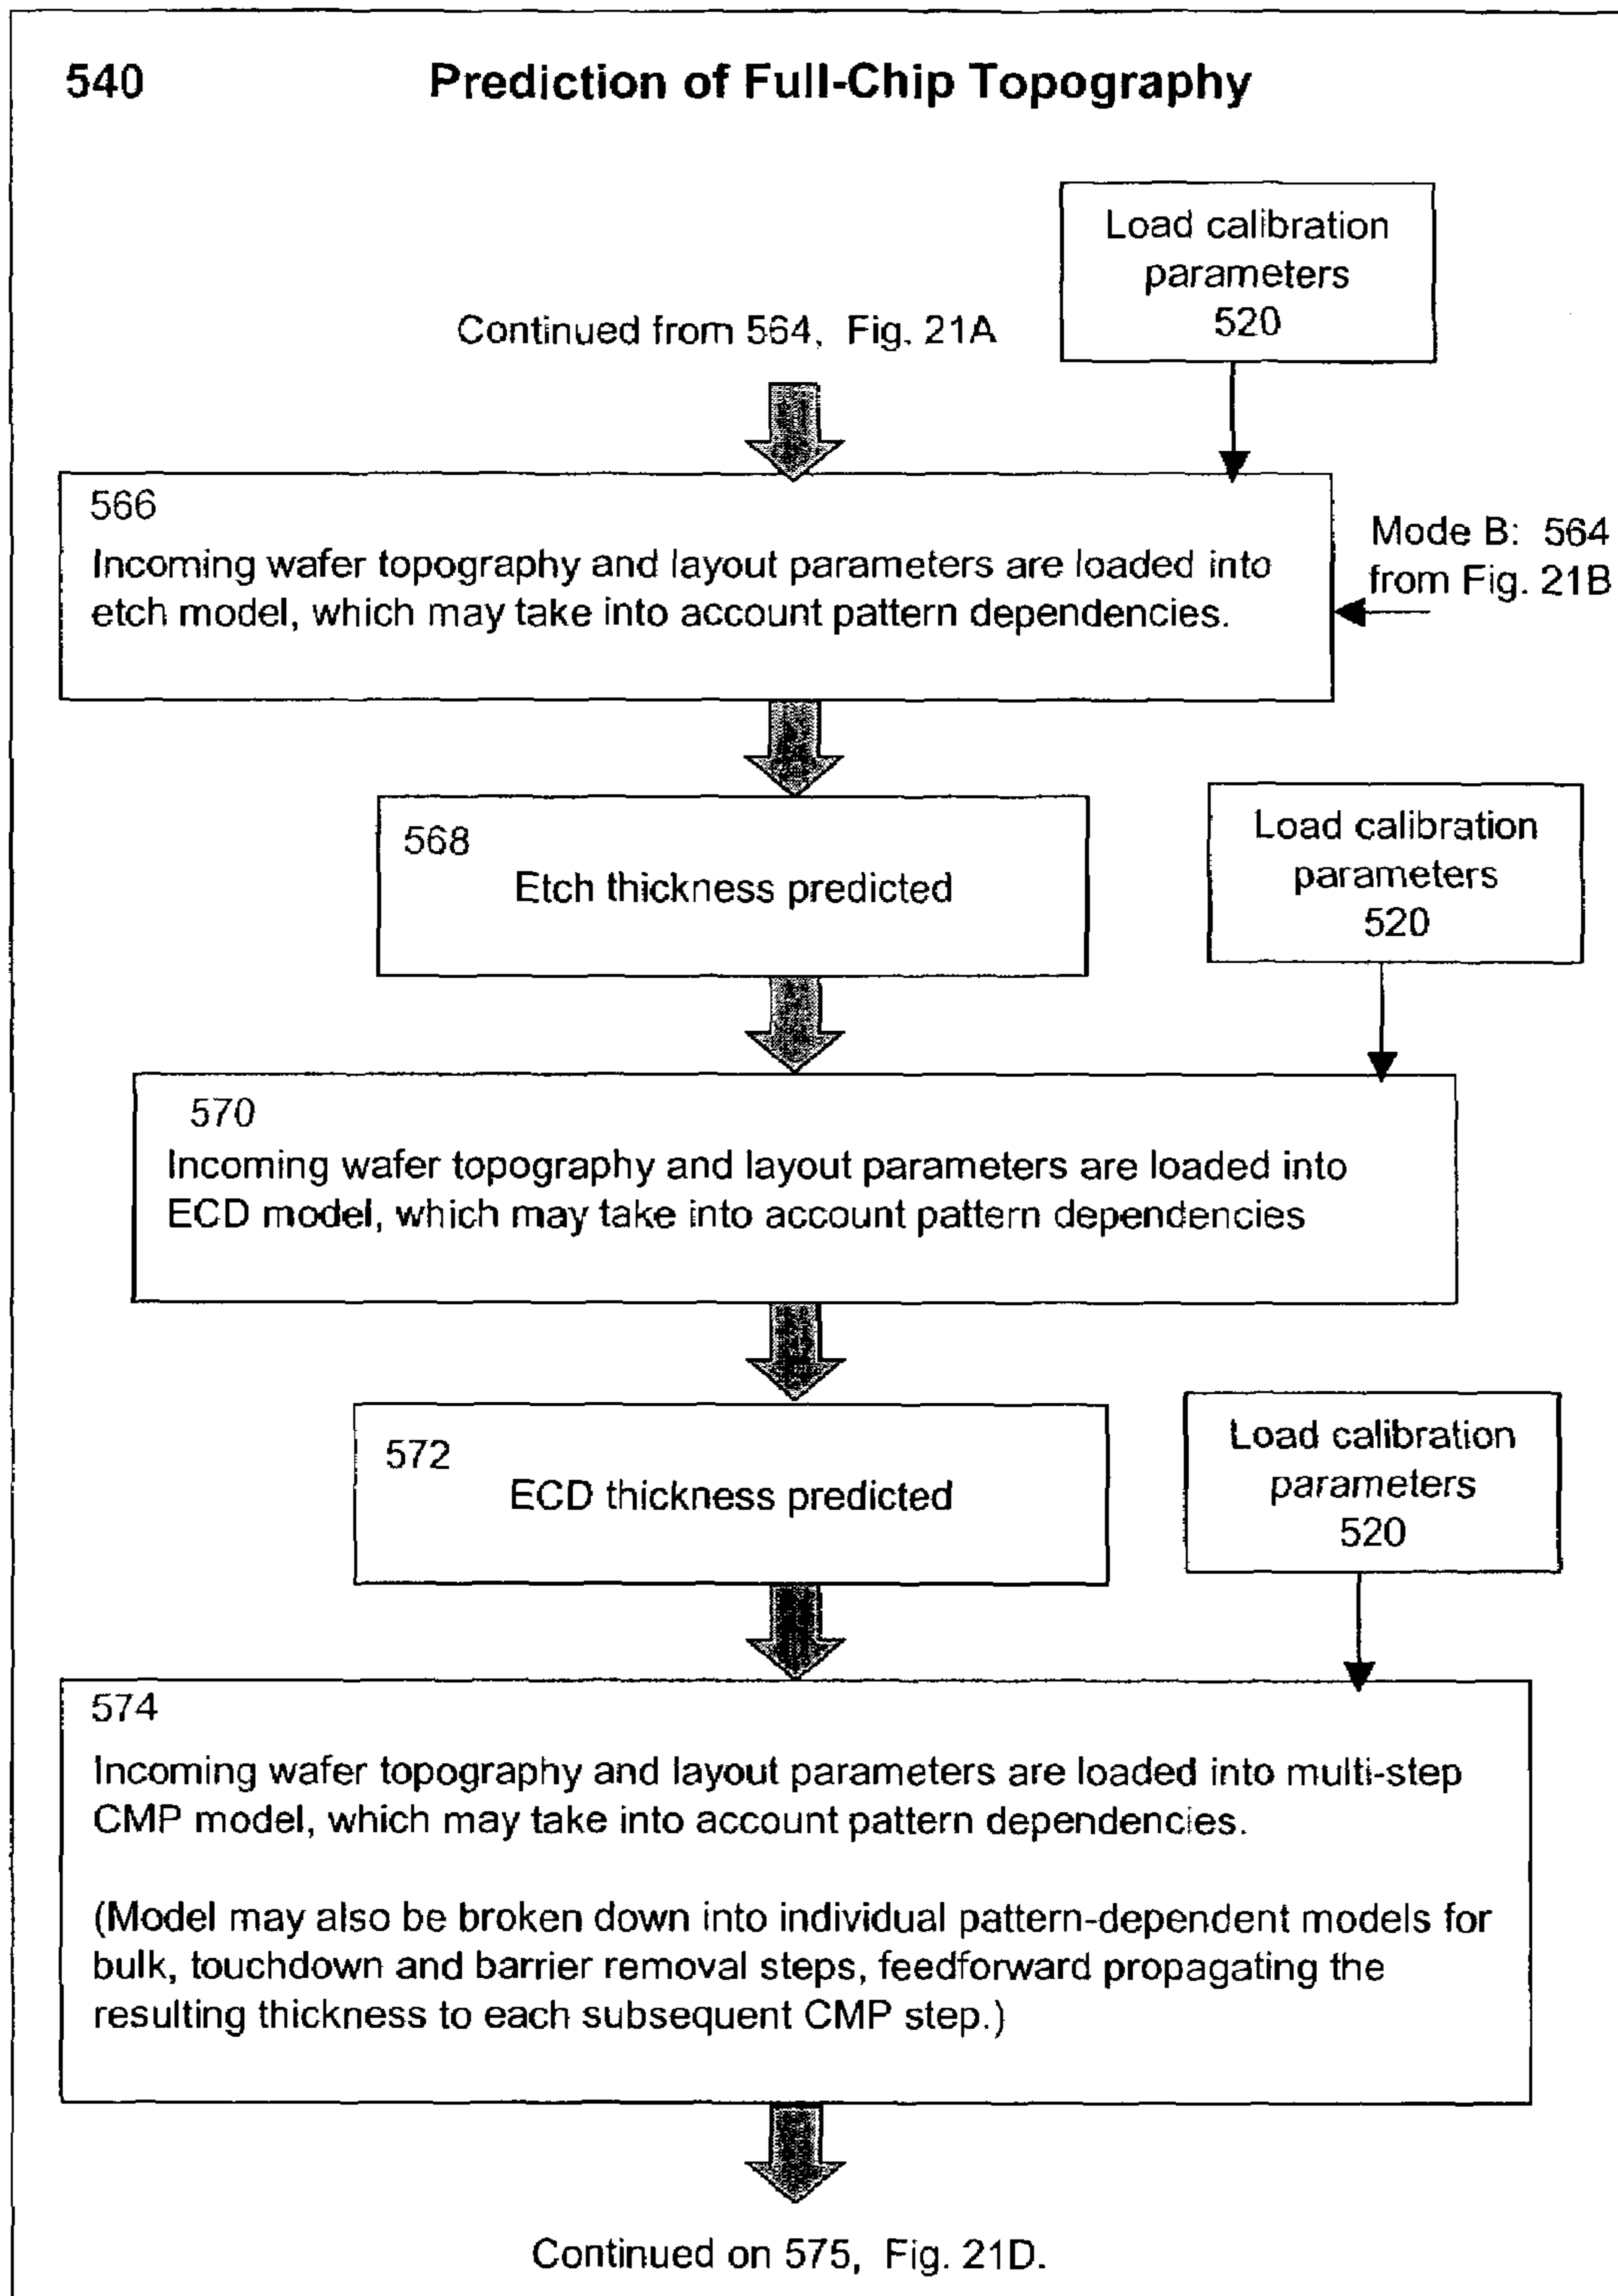 540 Prediction of Full-Chip Topography
Load calibration
parameters
520
Continued from 564, Fig. 21A
566
Incoming wafer topography and layout parameters are loaded into
etch model, which may take into account pattern dependencies.
Mode B: 564
from Fig. 21B
568
Etch thickness predicted
Load calibration
parameters
520
570
Incoming wafer topography and layout parameters are loaded into
ECD model, which may take into account pattern dependencies
572
ECD thickness predicted
Load calibration
parameters
520
574
Incoming wafer topography and layout parameters are loaded into multi-step
CMP model, which may take into account pattern dependencies.
(Model may also be broken down into individual pattern-dependent models for
bulk, touchdown and barrier removal steps, feedforward propagating the
resulting thickness to each subsequent CMP step.)
Continued on 575, Fig. 21D.